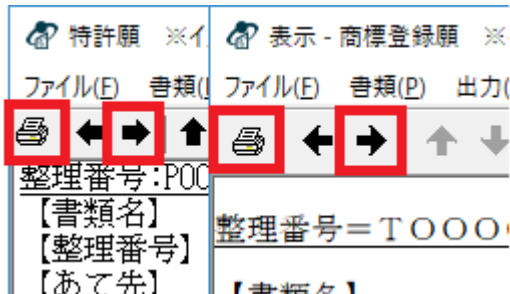 特許願 ※イ
ファイル(F) 書類(
整理番号:P00
【書類名】
【整理番号】
【あて先】
表示 - 商標登録願 ※
ファイル(F) 書類(P) 出力(
整理番号＝ＴＯＯＯ
【書類名】